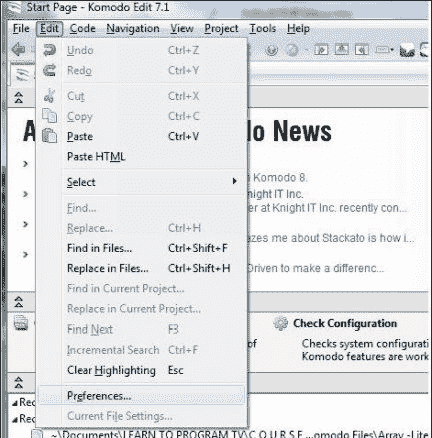 Start Page - Komodo Edit 7.1
File Edit Code Navigation View Project Tools Help
Undo Ctrl+Z
Redo Ctrl+Y
Cut Ctrl+X
Copy Ctrl+C
Paste Ctrl+V
Paste HTML
Select
Find...
Replace... Ctrl+H
Find in Files... Ctrl+Shift+F
Replace in Files... Ctrl+Shift+H
Find in Current Project...
Replace in Current Project...
Find Next F3
Incremental Search Ctrl+F
Clear Highlighting Esc
Preferences...
Current File Settings...
A do News
Komodo 8.
night IT Inc.
er at Knight IT Inc. recently con...
azes me about Stackato is how i...
Driven to make a differenc...
Check Configuration
of Checks system configurati
Komodo features are work
Rec
Rec
~\Documents\LEARN TO PROGRAM TV\C O U R S E ...omodo Files\Array -Lite